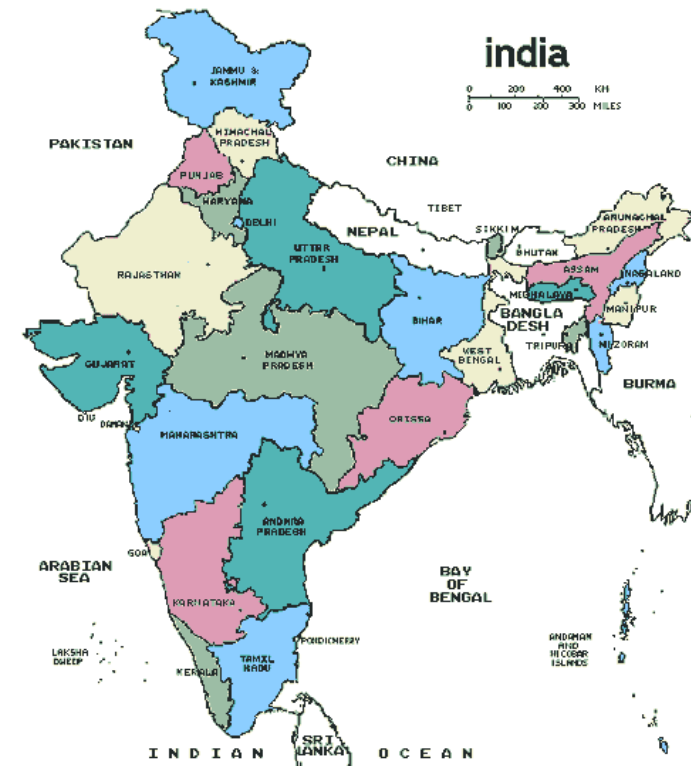 india
JAMMU &
KASHMIR
0 200 400 KM
0 100 200 300 MILES
HIMACHAL
PRADESH
PAKISTAN
CHINA
PUNJAB
HARYANA
TIBET
DELHI
NEPAL
SIKKIM
ARUNACHAL
PRADESH
BHUTAN
UTTAR
PRADESH
RAJASTHAN
ASSAM
NAGALAND
MEGHALAYA
MANIPUR
BIHAR
BANGLA
DESH
TRIPURA
MIZORAM
WEST
BENGAL
GUJARAT
MADHYA
PRADESH
BURMA
DIU
DAMAN
ORISSA
MAHARASHTRA
ANDHRA
PRADESH
GOA
ARABIAN
SEA
BAY
OF
BENGAL
KARNATAKA
PONDICHERRY
ANDAMAN
AND
NICOBAR
ISLANDS
LAKSHA
DWEEP
KERALA
TAMIL
NADU
SRI
LANKA
INDIAN OCEAN